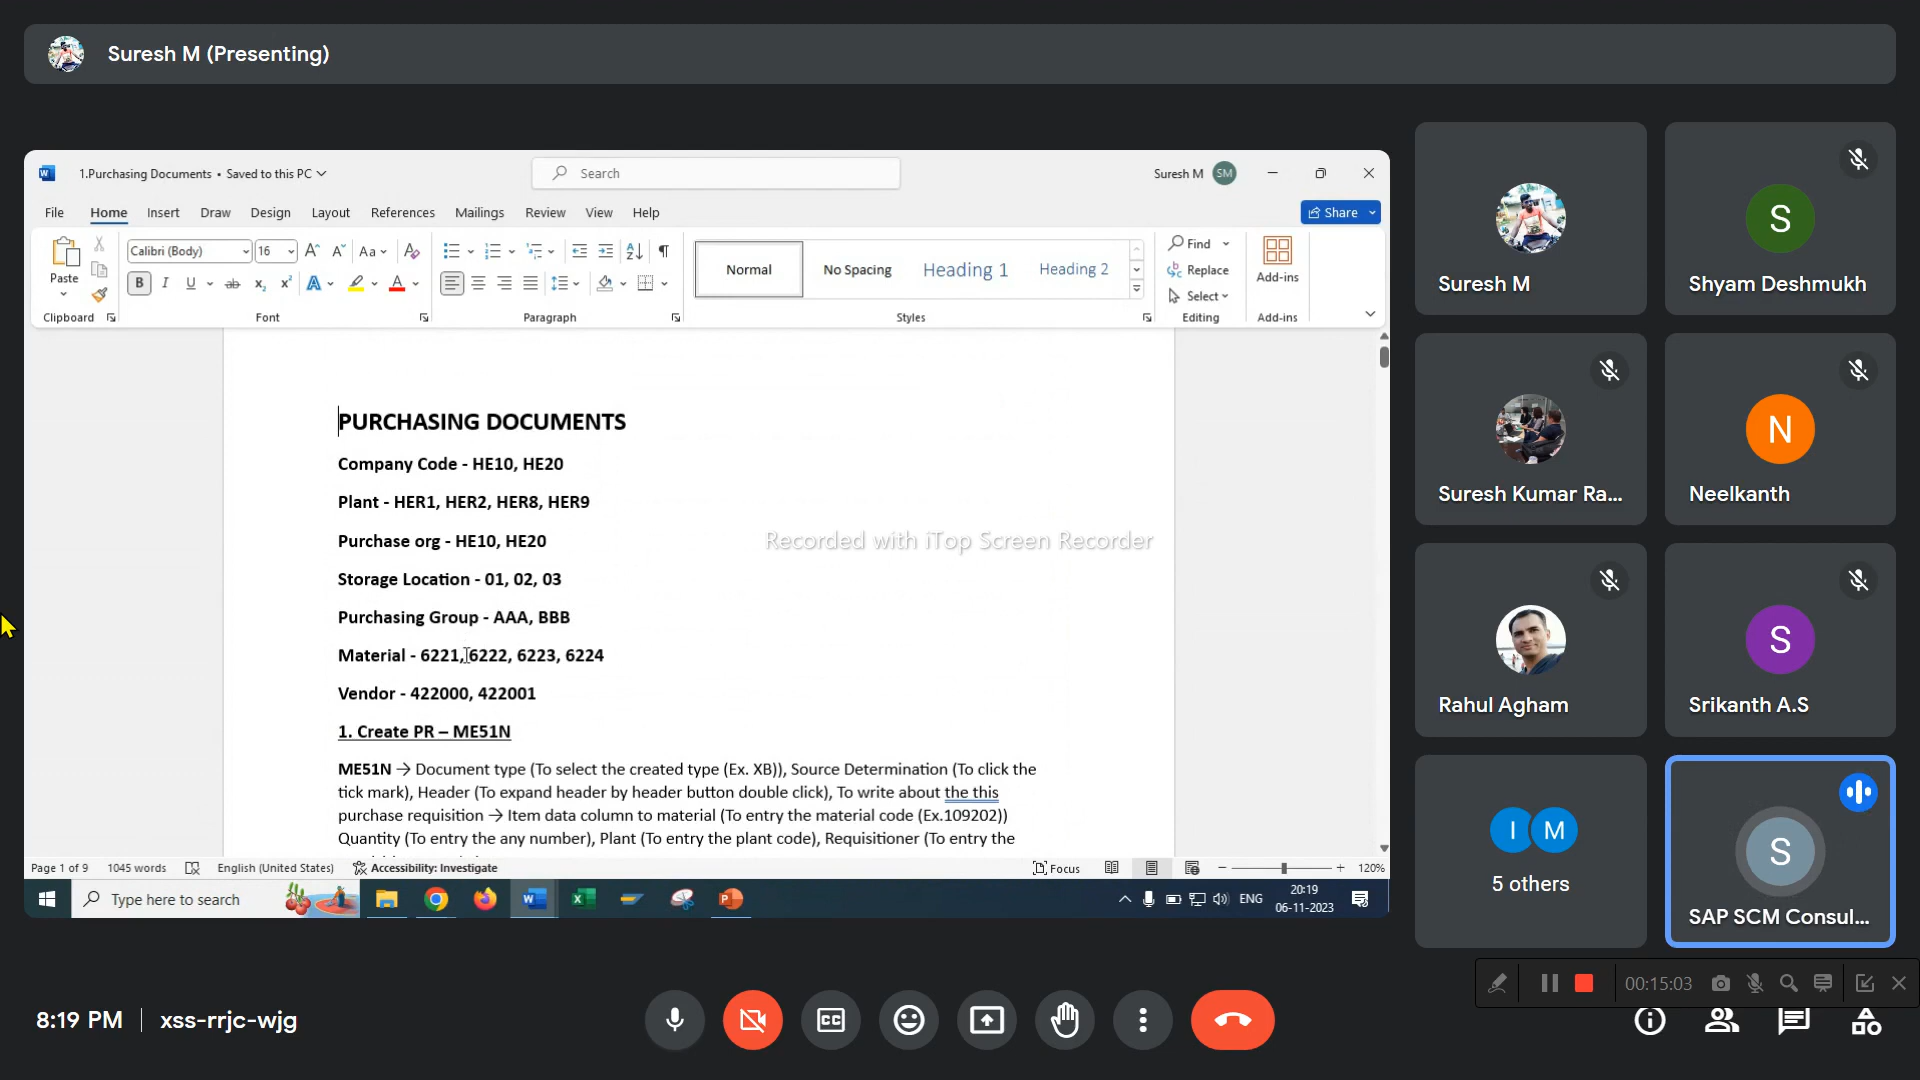 Suresh M (Presenting)
1.Purchasing Documents • Saved to this PC
Search
Suresh M SM
File Home Insert Draw Design Layout References Mailings Review View Help
Share
Paste
Calibri (Body) 16
Normal
No Spacing
Heading 1
Heading 2
Find
Replace
Select
Add-ins
Clipboard Font Paragraph Styles Editing Add-ins
PURCHASING DOCUMENTS
Company Code - HE10, HE20
Plant - HER1, HER2, HER8, HER9
Purchase org - HE10, HE20
Recorded with iTop Screen Recorder
Storage Location - 01, 02, 03
Purchasing Group - AAA, BBB
Material - 6221, 6222, 6223, 6224
Vendor - 422000, 422001
1. Create PR – ME51N
ME51N → Document type (To select the created type (Ex. XB)), Source Determination (To click the
tick mark), Header (To expand header by header button double click), To write about the this
purchase requisition → Item data column to material (To entry the material code (Ex.109202))
Quantity (To entry the any number), Plant (To entry the plant code), Requisitioner (To entry the
Page 1 of 9 1045 words English (United States) Accessibility: Investigate Focus 120%
Type here to search
ENG
20:19
06-11-2023
Suresh M
S
Shyam Deshmukh
Suresh Kumar Ra...
N
Neelkanth
Rahul Agham
S
Srikanth A.S
I M
5 others
S
SAP SCM Consul...
00:15:03
8:19 PM xss-rrjc-wjg